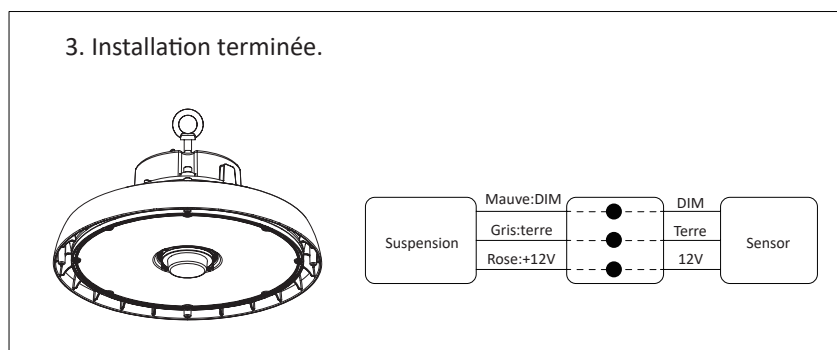 3. Installation terminée.
Mauve:DIM
DIM
Suspension
Gris:terre
Terre
Sensor
Rose:+12V
12V